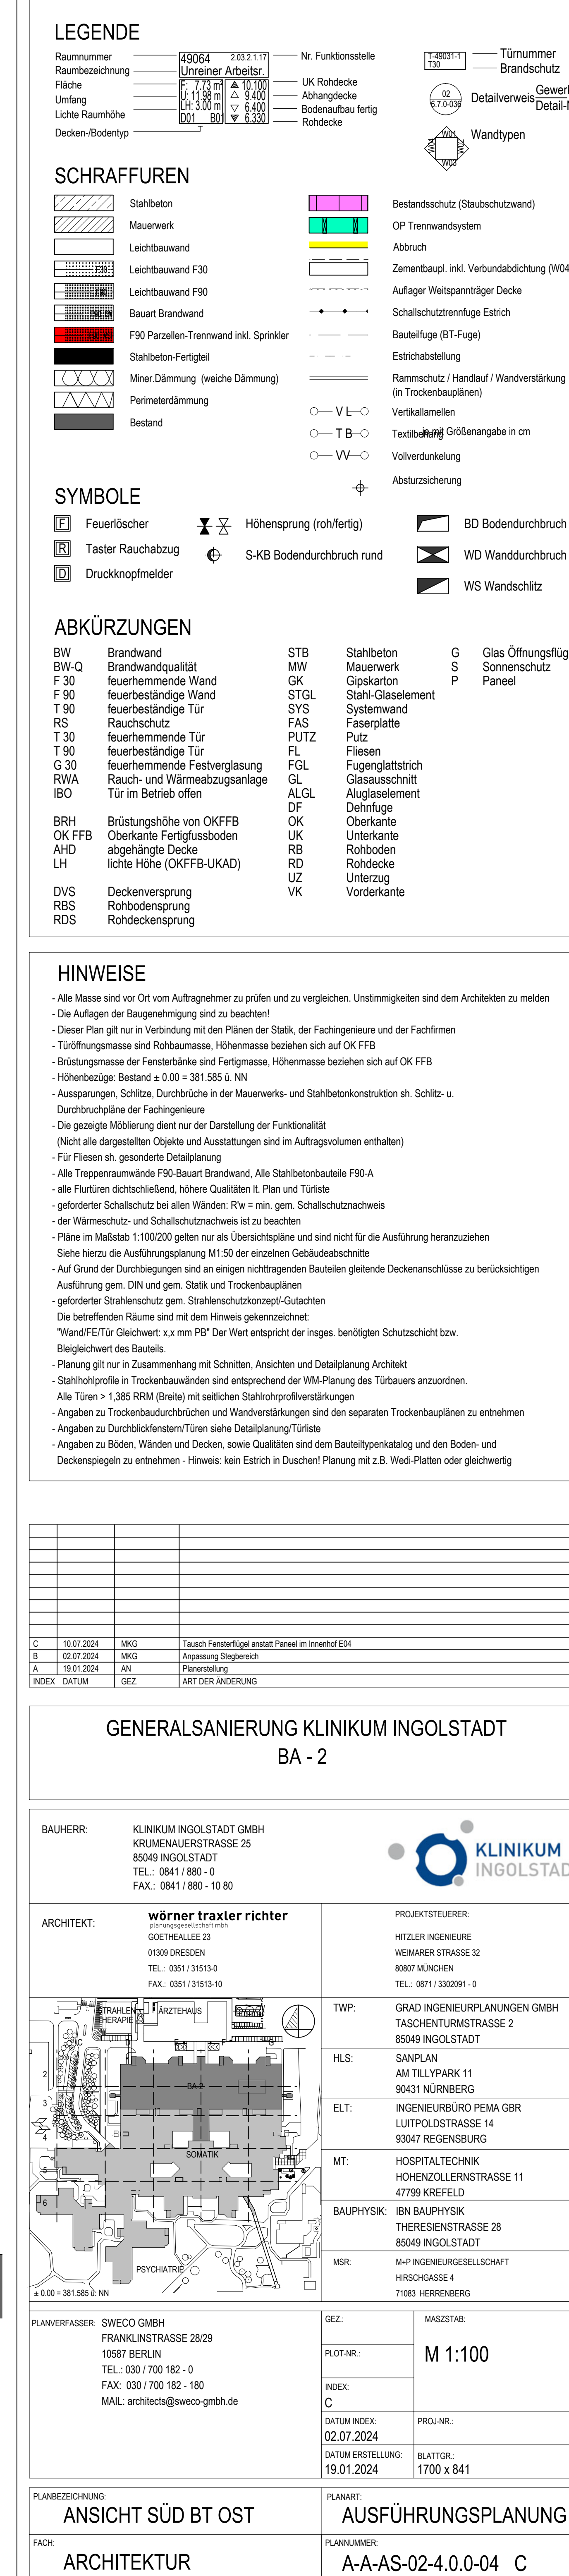 LEGENDE
Raumnummer
Raumbezeichnung
Fläche
Umfang
Lichte Raumhöhe
Decken-/Bodentyp
49064 2.03.2.1.17
Unreiner Arbeitsr.
F: 7.73 m² 10.100
U: 11.98 m 9.400
LH: 3.00 m 6.400
D01 B01 6.330
Nr. Funktionsstelle
UK Rohdecke
Abhangdecke
Bodenaufbau fertig
Rohdecke
T-49031-1
T30
Türnummer
Brandschutz
02
6.7.0-036
Detailverweis
W01
W02
W03
W04
Wandtypen
SCHRAFFUREN
Stahlbeton
Mauerwerk
Leichtbauwand
F30 Leichtbauwand F30
F90 Leichtbauwand F90
F90 BW Bauart Brandwand
F90 Parzellen-Trennwand inkl. Sprinkler
Stahlbeton-Fertigteil
Miner.Dämmung (weiche Dämmung)
Perimeterdämmung
Bestand
Bestandsschutz (Staubschutzwand)
OP Trennwandsystem
Abbruch
Zementbaupl. inkl. Verbundabdichtung (W04
Auflager Weitspannträger Decke
Schallschutztrennfuge Estrich
Bauteilfuge (BT-Fuge)
Estrichabstellung
Rammschutz / Handlauf / Wandverstärkung
(in Trockenbauplänen)
V L Vertikallamellen
T B Textilbehang
je mit Größenangabe in cm
VV Vollverdunkelung
Absturzsicherung
SYMBOLE
F Feuerlöscher
R Taster Rauchabzug
D Druckknopfmelder
Höhensprung (roh/fertig)
S-KB Bodendurchbruch rund
BD Bodendurchbruch
WD Wanddurchbruch
WS Wandschlitz
ABKÜRZUNGEN
BW Brandwand
BW-Q Brandwandqualität
F 30 feuerhemmende Wand
F 90 feuerbeständige Wand
T 90 feuerbeständige Tür
RS Rauchschutz
T 30 feuerhemmende Tür
T 90 feuerbeständige Tür
G 30 feuerhemmende Festverglasung
RWA Rauch- und Wärmeabzugsanlage
IBO Tür im Betrieb offen
BRH Brüstungshöhe von OKFFB
OK FFB Oberkante Fertigfussboden
AHD abgehängte Decke
LH lichte Höhe (OKFFB-UKAD)
DVS Deckenversprung
RBS Rohbodensprung
RDS Rohdeckensprung
STB Stahlbeton
MW Mauerwerk
GK Gipskarton
STGL Stahl-Glaselement
SYS Systemwand
FAS Faserplatte
PUTZ Putz
FL Fliesen
FGL Fugenglattstrich
GL Glasausschnitt
ALGL Aluglaselement
DF Dehnfuge
OK Oberkante
UK Unterkante
RB Rohboden
RD Rohdecke
UZ Unterzug
VK Vorderkante
G Glas Öffnungsflüg
S Sonnenschutz
P Paneel
HINWEISE
- Alle Masse sind vor Ort vom Auftragnehmer zu prüfen und zu vergleichen. Unstimmigkeiten sind dem Architekten zu melden
- Die Auflagen der Baugenehmigung sind zu beachten!
- Dieser Plan gilt nur in Verbindung mit den Plänen der Statik, der Fachingenieure und der Fachfirmen
- Türöffnungsmasse sind Rohbaumasse, Höhenmasse beziehen sich auf OK FFB
- Brüstungsmasse der Fensterbänke sind Fertigmasse, Höhenmasse beziehen sich auf OK FFB
- Höhenbezüge: Bestand ± 0.00 = 381.585 ü. NN
- Aussparungen, Schlitze, Durchbrüche in der Mauerwerks- und Stahlbetonkonstruktion sh. Schlitz- u.
Durchbruchpläne der Fachingenieure
- Die gezeigte Möblierung dient nur der Darstellung der Funktionalität
(Nicht alle dargestellten Objekte und Ausstattungen sind im Auftragsvolumen enthalten)
- Für Fliesen sh. gesonderte Detailplanung
- Alle Treppenraumwände F90-Bauart Brandwand, Alle Stahlbetonbauteile F90-A
- alle Flurtüren dichtschließend, höhere Qualitäten lt. Plan und Türliste
- geforderter Schallschutz bei allen Wänden: R'w = min. gem. Schallschutznachweis
- der Wärmeschutz- und Schallschutznachweis ist zu beachten
- Pläne im Maßstab 1:100/200 gelten nur als Übersichtspläne und sind nicht für die Ausführung heranzuziehen
Siehe hierzu die Ausführungsplanung M1:50 der einzelnen Gebäudeabschnitte
- Auf Grund der Durchbiegungen sind an einigen nichttragenden Bauteilen gleitende Deckenanschlüsse zu berücksichtigen
Ausführung gem. DIN und gem. Statik und Trockenbauplänen
- geforderter Strahlenschutz gem. Strahlenschutzkonzept/-Gutachten
Die betreffenden Räume sind mit dem Hinweis gekennzeichnet:
"Wand/FE/Tür Gleichwert: x,x mm PB" Der Wert entspricht der insges. benötigten Schutzschicht bzw.
Bleigleichwert des Bauteils.
- Planung gilt nur in Zusammenhang mit Schnitten, Ansichten und Detailplanung Architekt
- Stahlhohlprofile in Trockenbauwänden sind entsprechend der WM-Planung des Türbauers anzuordnen.
Alle Türen > 1,385 RRM (Breite) mit seitlichen Stahlrohrprofilverstärkungen
- Angaben zu Trockenbaudurchbrüchen und Wandverstärkungen sind den separaten Trockenbauplänen zu entnehmen
- Angaben zu Durchblickfenstern/Türen siehe Detailplanung/Türliste
- Angaben zu Böden, Wänden und Decken, sowie Qualitäten sind dem Bauteiltypenkatalog und den Boden- und
Deckenspiegeln zu entnehmen - Hinweis: kein Estrich in Duschen! Planung mit z.B. Wedi-Platten oder gleichwertig
C 10.07.2024 MKG Tausch Fensterflügel anstatt Paneel im Innenhof E04
B 02.07.2024 MKG Anpassung Stegbereich
A 19.01.2024 AN Planerstellung
INDEX DATUM GEZ. ART DER ÄNDERUNG
GENERALSANIERUNG KLINIKUM INGOLSTADT
BA - 2
BAUHERR:
KLINIKUM INGOLSTADT GMBH
KRUMENAUERSTRASSE 25
85049 INGOLSTADT
TEL.: 0841 / 880 - 0
FAX.: 0841 / 880 - 10 80
KLINIKUM
INGOLSTAD
ARCHITEKT:
wörner traxler richter
planungsgesellschaft mbh
GOETHEALLEE 23
01309 DRESDEN
TEL.: 0351 / 31513-0
FAX.: 0351 / 31513-10
PROJEKTSTEUERER:
HITZLER INGENIEURE
WEIMARER STRASSE 32
80807 MÜNCHEN
TEL.: 0871 / 3302091 - 0
STRAHLEN
THERAPIE
ÄRZTEHAUS
C D E F G
2
3
4
5
6
BA-2
SOMATIK
PSYCHIATRIE
± 0.00 = 381.585 ü. NN
TWP: GRAD INGENIEURPLANUNGEN GMBH
TASCHENTURMSTRASSE 2
85049 INGOLSTADT
HLS: SANPLAN
AM TILLYPARK 11
90431 NÜRNBERG
ELT: INGENIEURBÜRO PEMA GBR
LUITPOLDSTRASSE 14
93047 REGENSBURG
MT: HOSPITALTECHNIK
HOHENZOLLERNSTRASSE 11
47799 KREFELD
BAUPHYSIK: IBN BAUPHYSIK
THERESIENSTRASSE 28
85049 INGOLSTADT
MSR: M+P INGENIEURGESELLSCHAFT
HIRSCHGASSE 4
71083 HERRENBERG
PLANVERFASSER: SWECO GMBH
FRANKLINSTRASSE 28/29
10587 BERLIN
TEL.: 030 / 700 182 - 0
FAX: 030 / 700 182 - 180
MAIL: architects@sweco-gmbh.de
GEZ.:
PLOT-NR.:
INDEX:
C
DATUM INDEX:
02.07.2024
DATUM ERSTELLUNG:
19.01.2024
MASZSTAB:
M 1:100
PROJ-NR.:
BLATTGR.:
1700 x 841
PLANBEZEICHNUNG:
ANSICHT SÜD BT OST
PLANART:
AUSFÜHRUNGSPLANUNG
FACH:
ARCHITEKTUR
PLANNUMMER:
A-A-AS-02-4.0.0-04 C